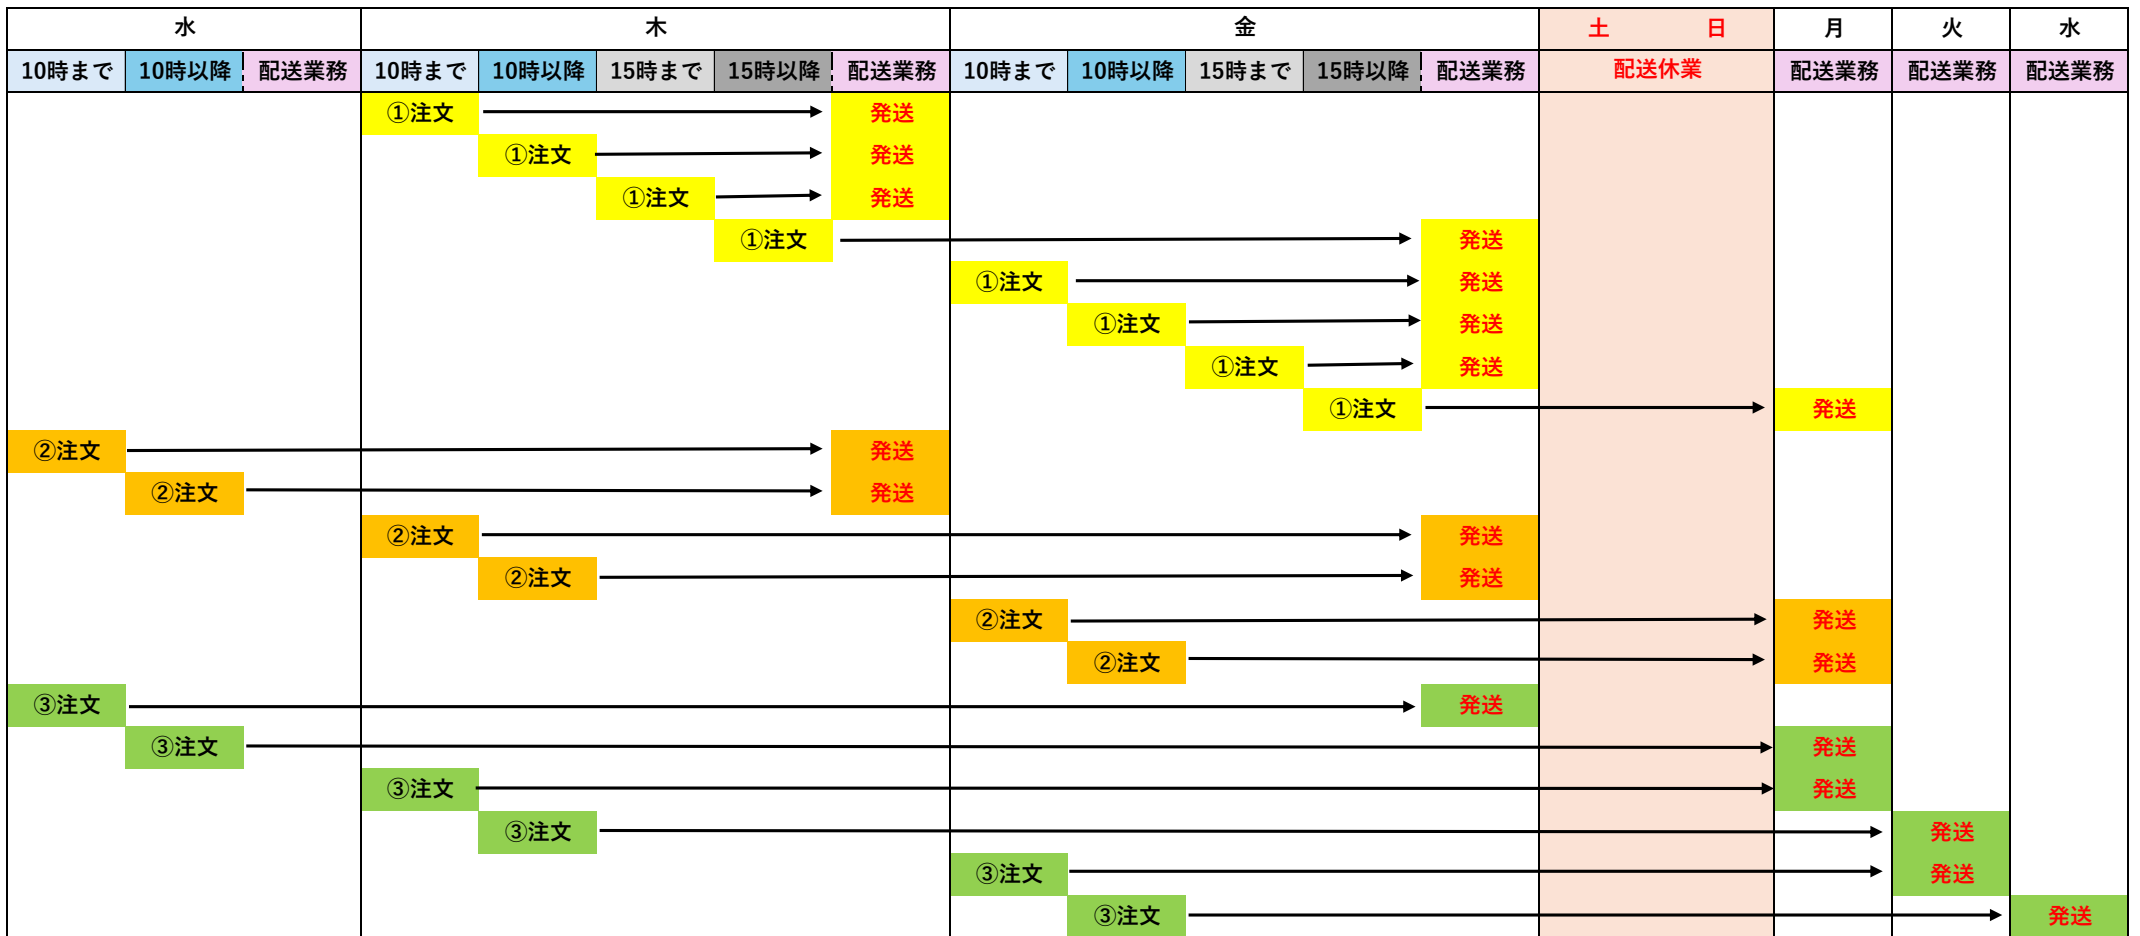 水 木 金 土 日 月 火 水
10時まで 10時以降 配送業務 10時まで 10時以降 15時まで 15時以降 配送業務 10時まで 10時以降 15時まで 15時以降 配送業務 配送休業 配送業務 配送業務 配送業務
①注文 発送
①注文 発送
①注文 発送
①注文 発送
①注文 発送
①注文 発送
①注文 発送
①注文 発送
②注文 発送
②注文 発送
②注文 発送
②注文 発送
②注文 発送
②注文 発送
③注文 発送
③注文 発送
③注文 発送
③注文 発送
③注文 発送
③注文 発送